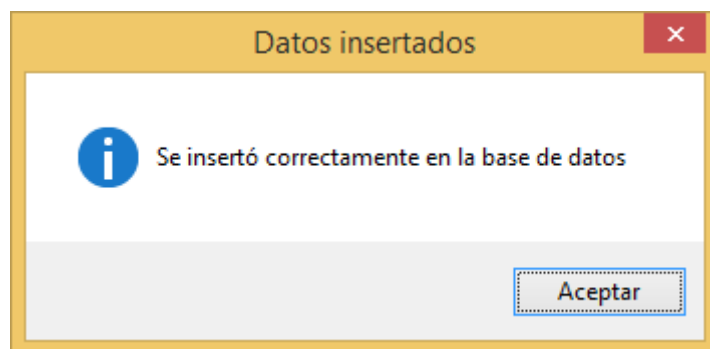 Datos insertados
Se insertó correctamente en la base de datos
Aceptar